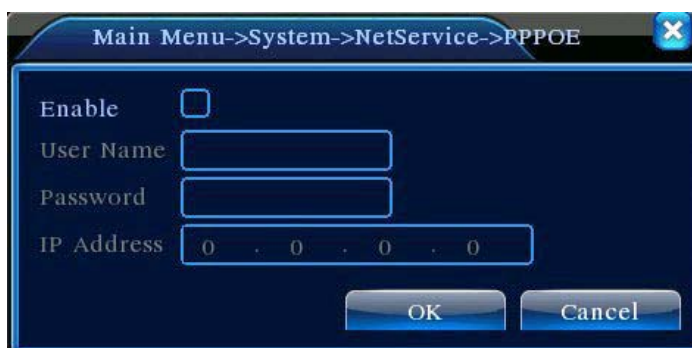 Main Menu->System->NetService->PPPOE
Enable
User Name
Password
IP Address 0 . 0 . 0 . 0
OK Cancel